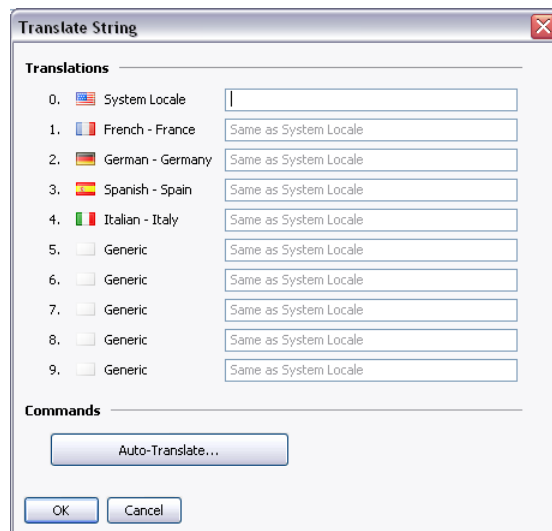 Translate String
Translations
0. System Locale
1. French - France Same as System Locale
2. German - Germany Same as System Locale
3. Spanish - Spain Same as System Locale
4. Italian - Italy Same as System Locale
5. Generic Same as System Locale
6. Generic Same as System Locale
7. Generic Same as System Locale
8. Generic Same as System Locale
9. Generic Same as System Locale
Commands
Auto-Translate...
OK Cancel